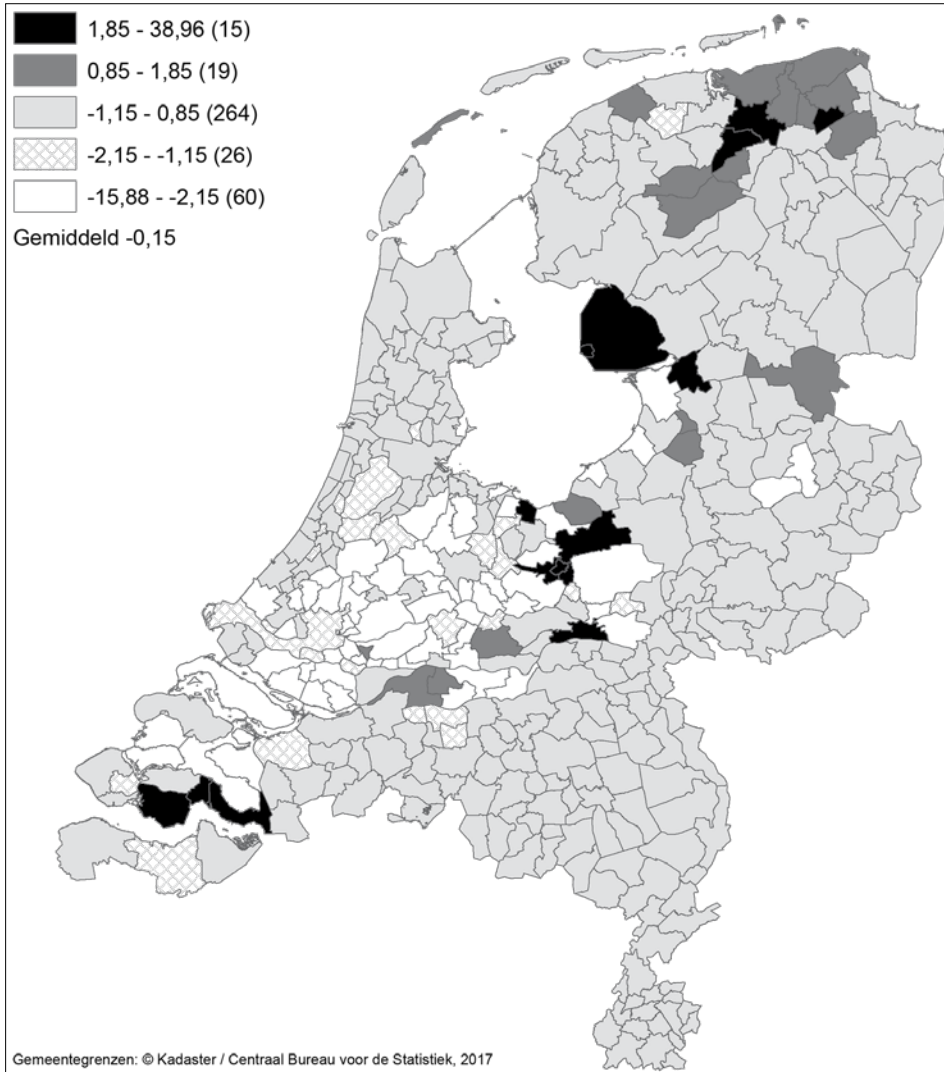 1,85 - 38,96 (15)
0,85 - 1,85 (19)
-1,15 - 0,85 (264)
-2,15 - -1,15 (26)
-15,88 - -2,15 (60)
Gemiddeld -0,15
Gemeentegrenzen: © Kadaster / Centraal Bureau voor de Statistiek, 2017